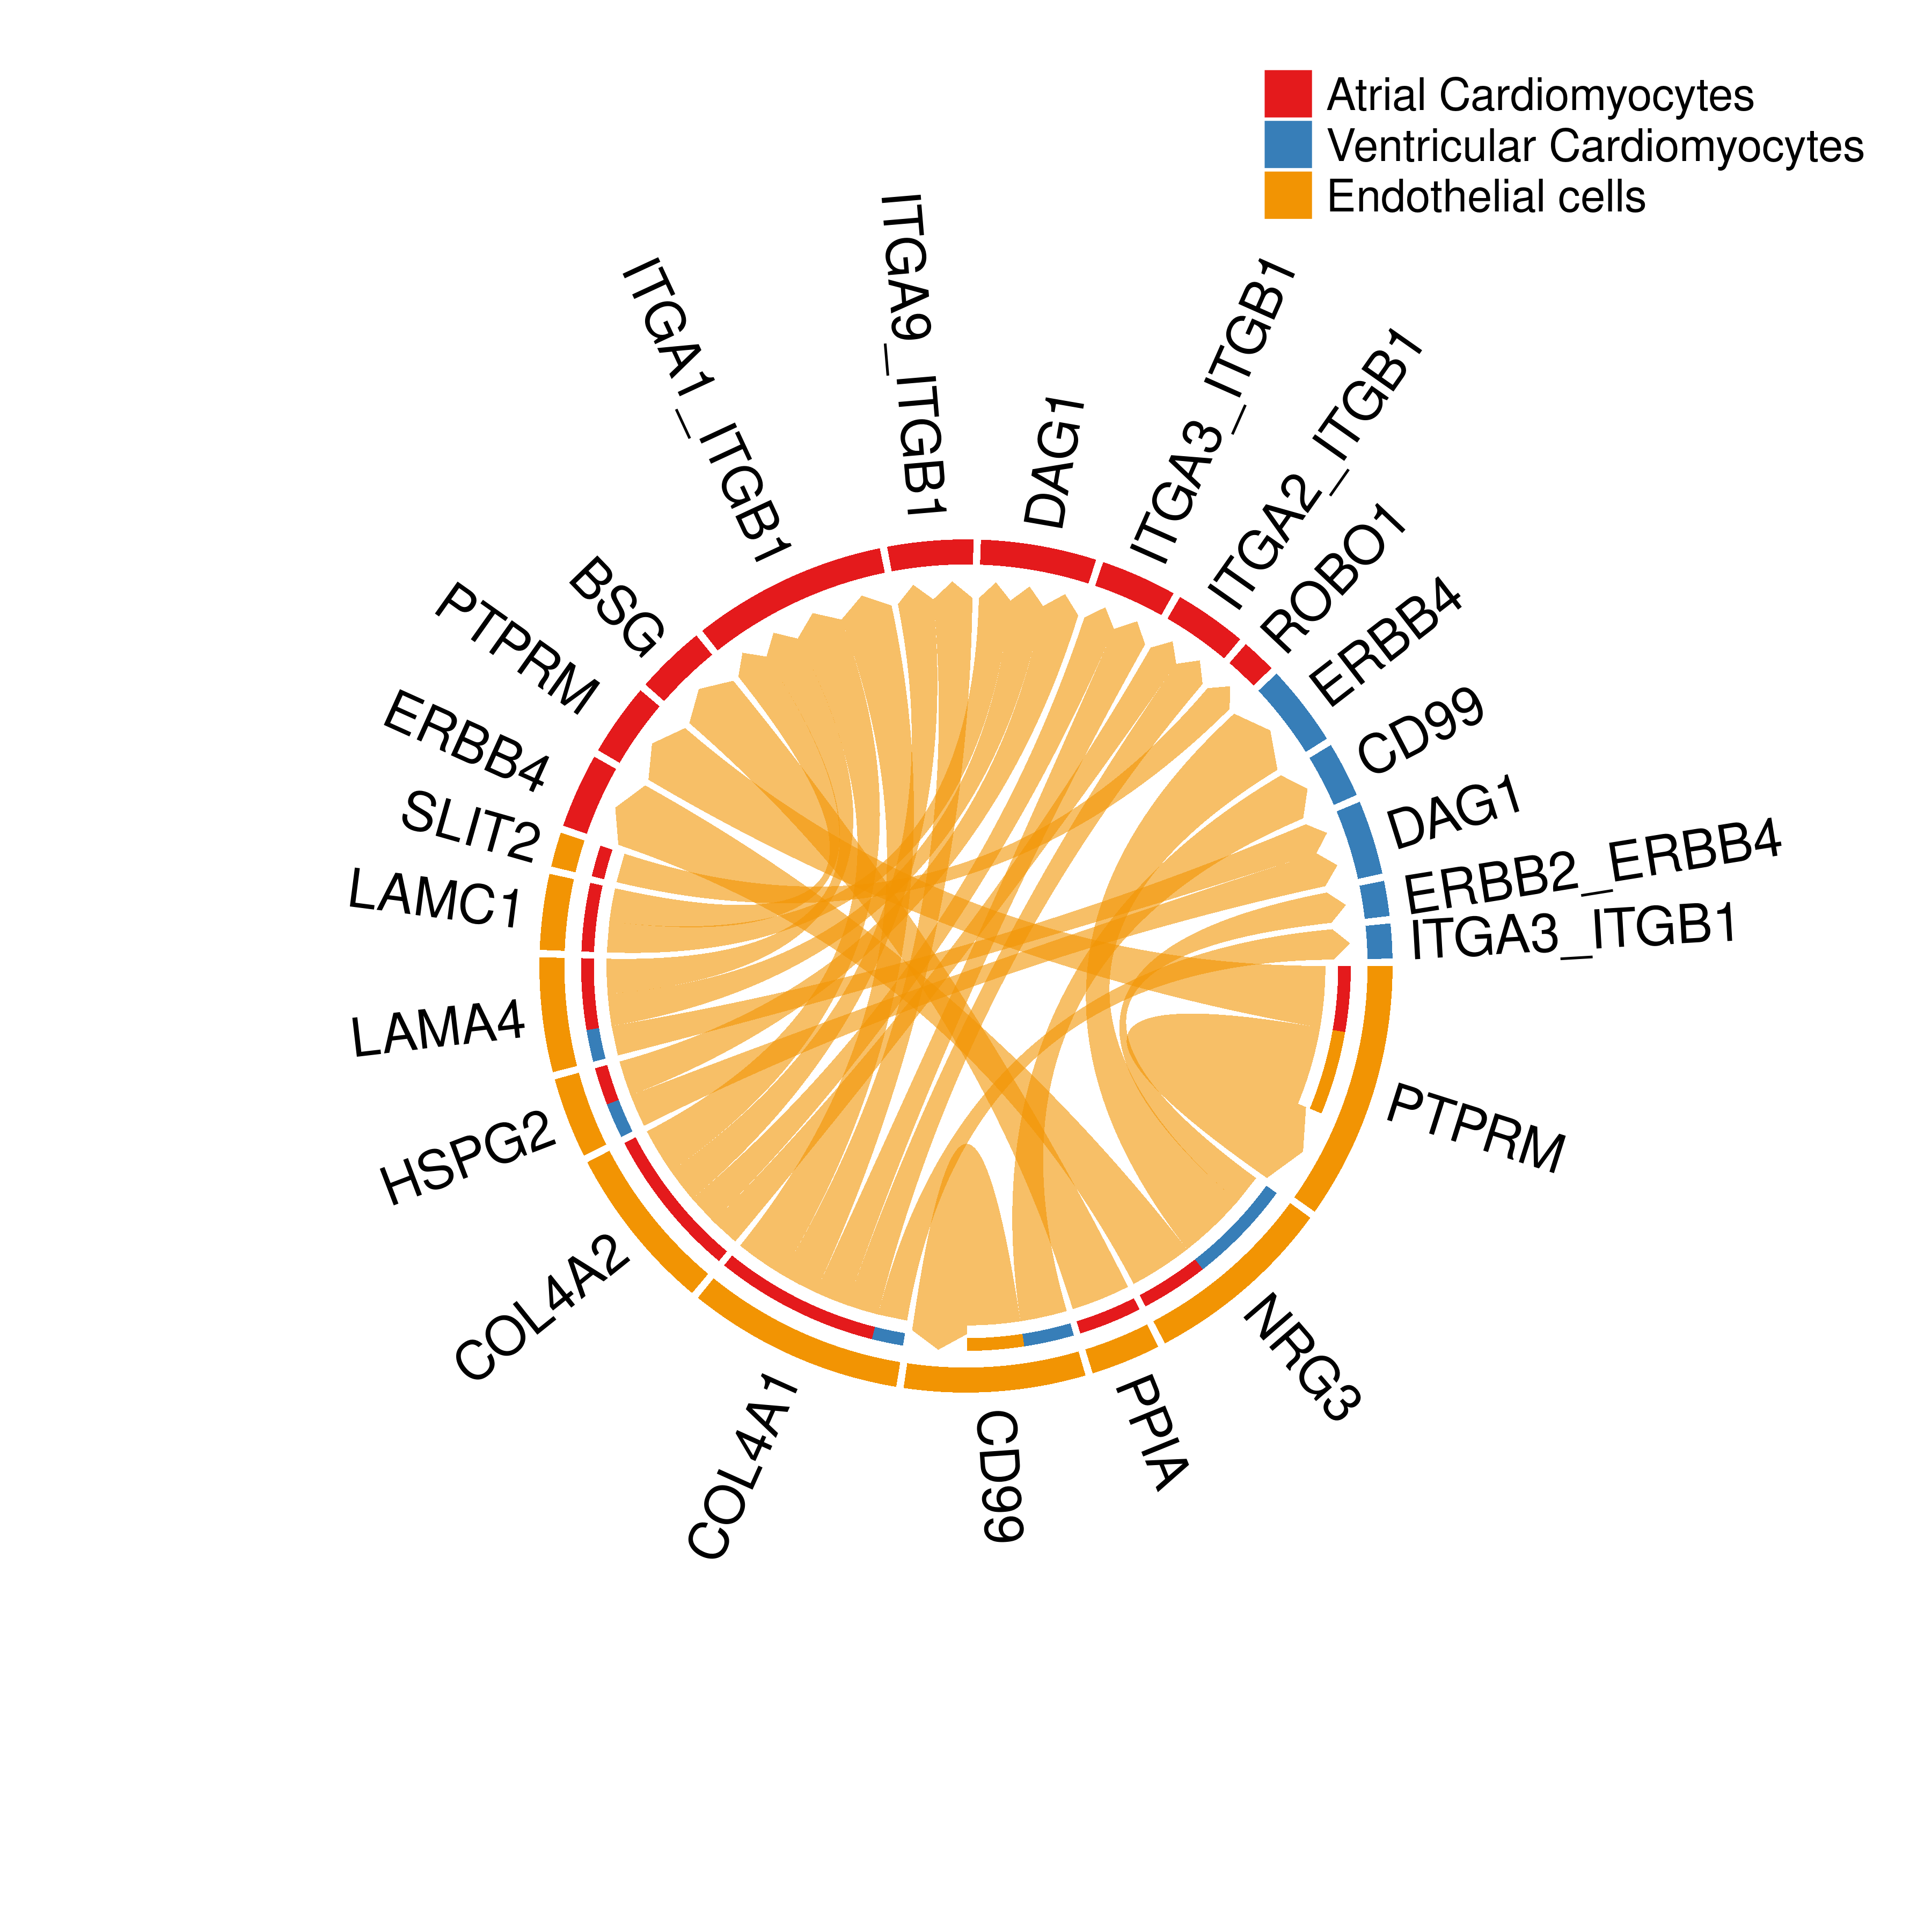 Atrial Cardiomyocytes
Ventricular Cardiomyocytes
Endothelial cells
ITGA9_ITGB1
ITGA1_ITGB1
DAG1
ITGA3_ITGB1
ITGA2_ITGB1
ROBO1
ERBB4
CD99
DAG1
ERBB2_ERBB4
ITGA3_ITGB1
PTPRM
NRG3
PPIA
CD99
COL4A1
COL4A2
HSPG2
LAMA4
LAMC1
SLIT2
ERBB4
PTPRM
BSG